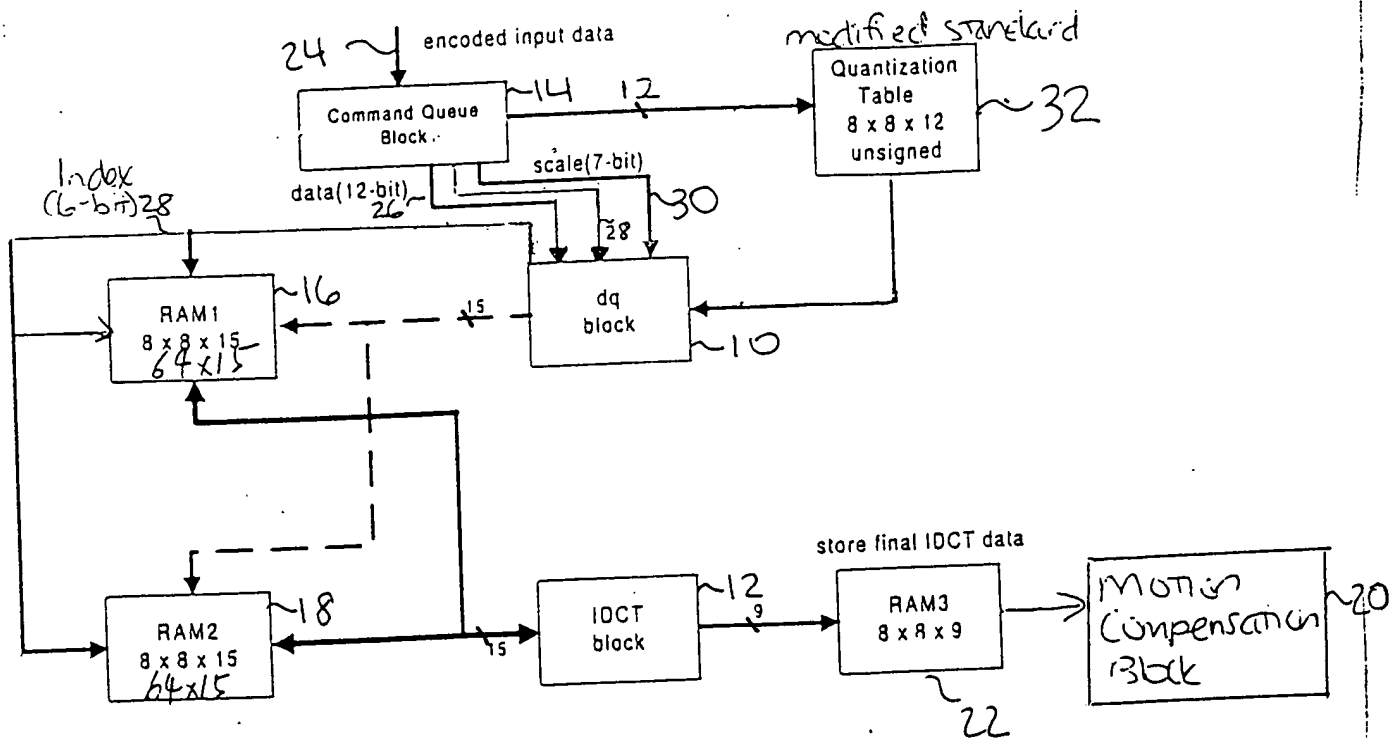 24
encoded input data
modified standard
Command Queue
Block
14
12
Quantization
Table
8 x 8 x 12
unsigned
32
Index
(6-bit) 28
data(12-bit)
26
scale(7-bit)
30
28
RAM1
8 x 8 x 15
64x15
16
15
dq
block
10
store final IDCT data
RAM2
8 x 8 x 15
64x15
18
15
IDCT
block
12
9
RAM3
8 x 8 x 9
22
Motion
Compensation
Block
20